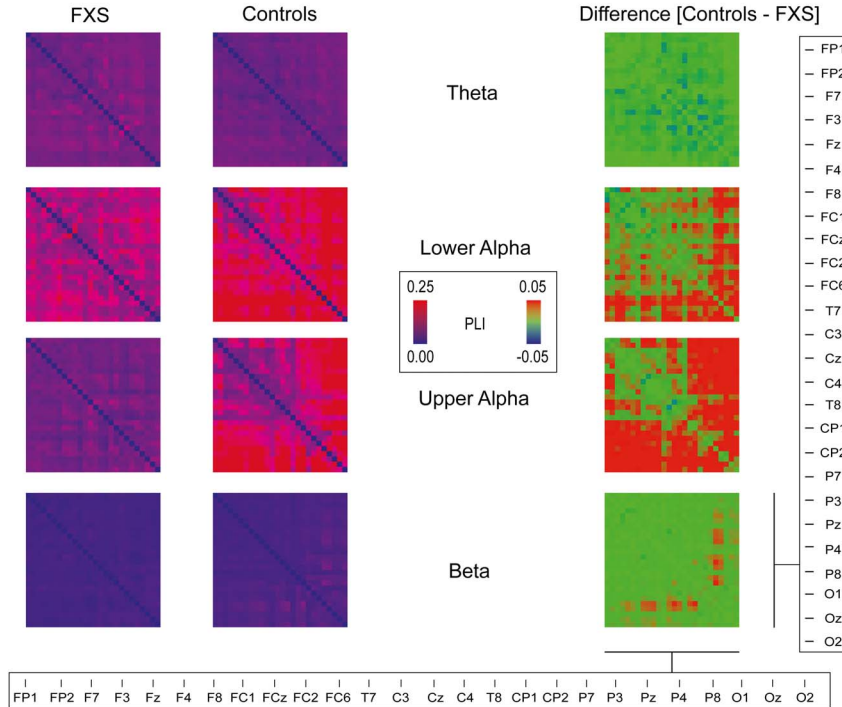 FXS Controls Difference [Controls - FXS]
Theta
Lower Alpha
0.25 0.05
PLI
0.00 -0.05
Upper Alpha
Beta
FP1
FP2
F7
F3
Fz
F4
F8
FC1
FCz
FC2
FC6
T7
C3
Cz
C4
T8
CP1
CP2
P7
P3
Pz
P4
P8
O1
Oz
O2
FP1 FP2 F7 F3 Fz F4 F8 FC1 FCz FC2 FC6 T7 C3 Cz C4 T8 CP1 CP2 P7 P3 Pz P4 P8 O1 Oz O2